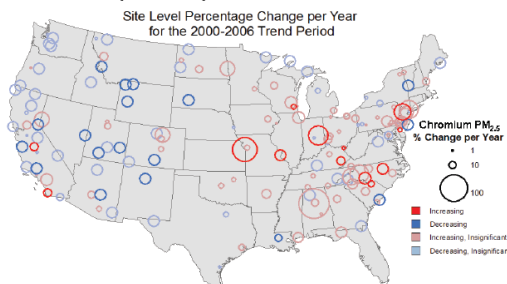 Site Level Percentage Change per Year
for the 2000-2006 Trend Period
Chromium PM2.5
% Change per Year
1
10
100
Increasing
Decreasing
Increasing, Insignificant
Decreasing, Insignifican